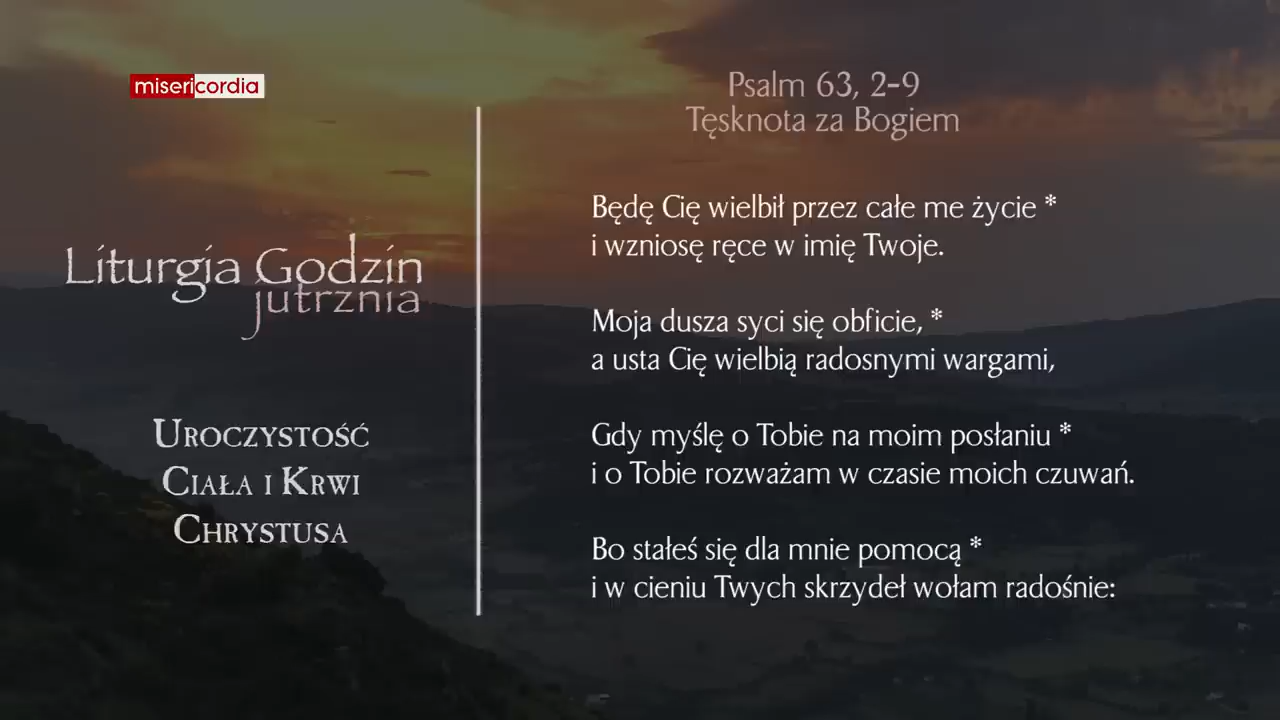 misericordia
Liturgia Godzin
jutrznia
Uroczystość
Ciała i Krwi
Chrystusa
Psalm 63, 2-9
Tęsknota za Bogiem
Będę Cię wielbił przez całe me życie *
i wzniosę ręce w imię Twoje.
Moja dusza syci się obficie, *
a usta Cię wielbią radosnymi wargami,
Gdy myślę o Tobie na moim posłaniu *
i o Tobie rozważam w czasie moich czuwań.
Bo stałeś się dla mnie pomocą *
i w cieniu Twych skrzydeł wołam radośnie: